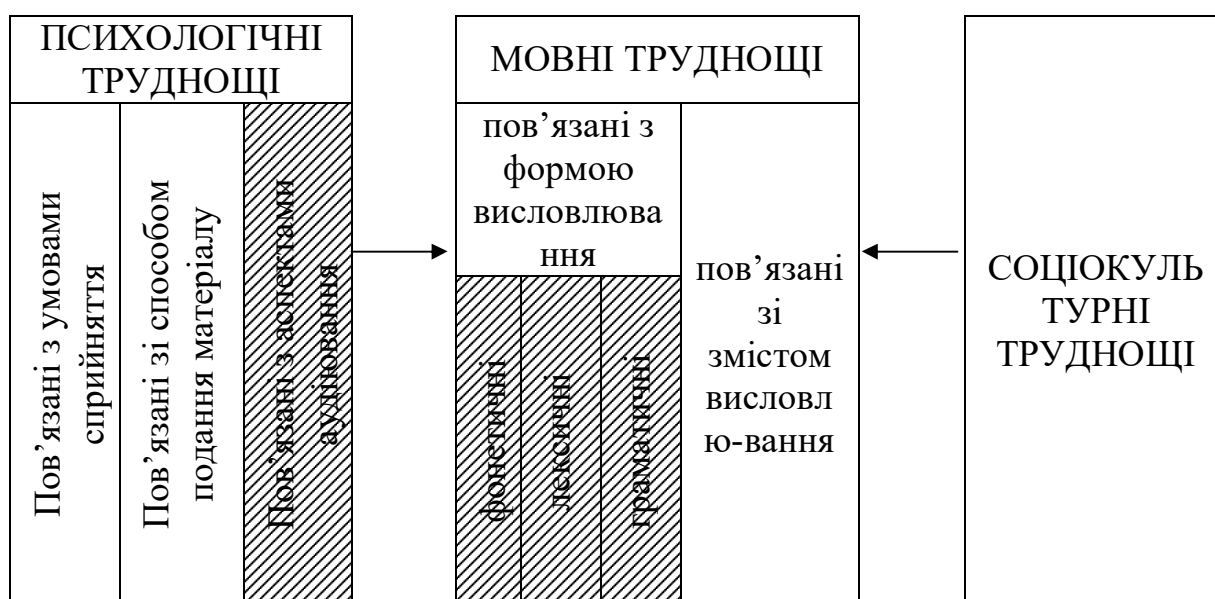 ПСИХОЛОГІЧНІ
ТРУДНОЩІ
Пов’язані з умовами
сприйняття
Пов’язані зі способом
подання матеріалу
Пов’язані з аспектами
аудіювання
МОВНІ ТРУДНОЩІ
пов’язані з
формою
висловлюва
ння
фонетичні
лексичні
граматичні
пов’язані
зі
змістом
висловл
ю-вання
СОЦІОКУЛЬ
ТУРНІ
ТРУДНОЩІ